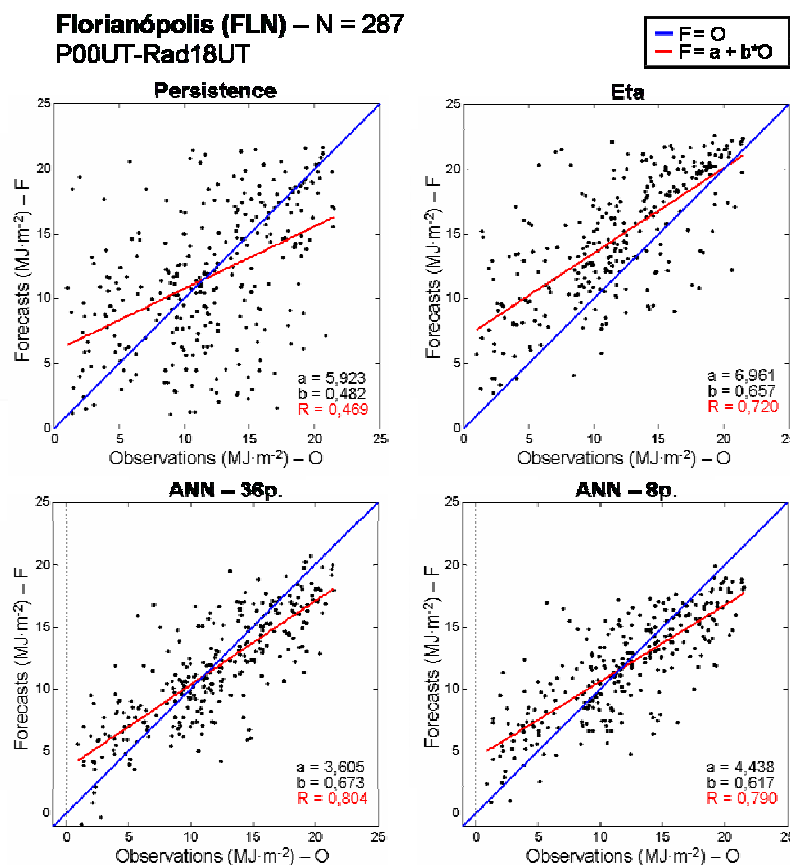 Florianópolis (FLN) – N = 287
P00UT-Rad18UT
F = O
F = a + b*O
Persistence
25
20
15
10
5
0
Forecasts (MJ·m⁻²) – F
a = 5,923
b = 0,482
R = 0,469
0 5 10 15 20 25
Observations (MJ·m⁻²) – O
Eta
25
20
15
10
5
0
Forecasts (MJ·m⁻²) – F
a = 6,961
b = 0,657
R = 0,720
0 5 10 15 20 25
Observations (MJ·m⁻²) – O
ANN – 36p.
25
20
15
10
5
0
Forecasts (MJ·m⁻²) – F
a = 3,605
b = 0,673
R = 0,804
0 5 10 15 20 25
Observations (MJ·m⁻²) – O
ANN – 8p.
25
20
15
10
5
0
Forecasts (MJ·m⁻²) – F
a = 4,438
b = 0,617
R = 0,790
0 5 10 15 20 25
Observations (MJ·m⁻²) – O